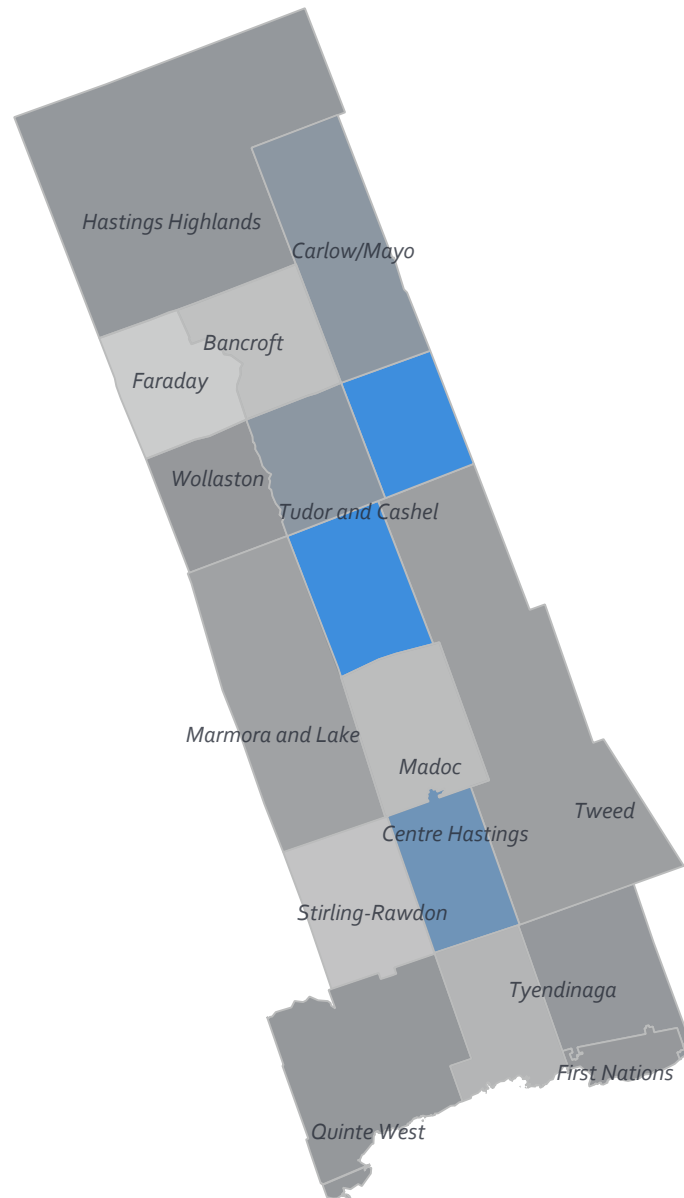 Hastings Highlands
Carlow/Mayo
Bancroft
Faraday
Wollaston
Tudor and Cashel
Marmora and Lake
Madoc
Tweed
Centre Hastings
Stirling-Rawdon
Tyendinaga
First Nations
Quinte West